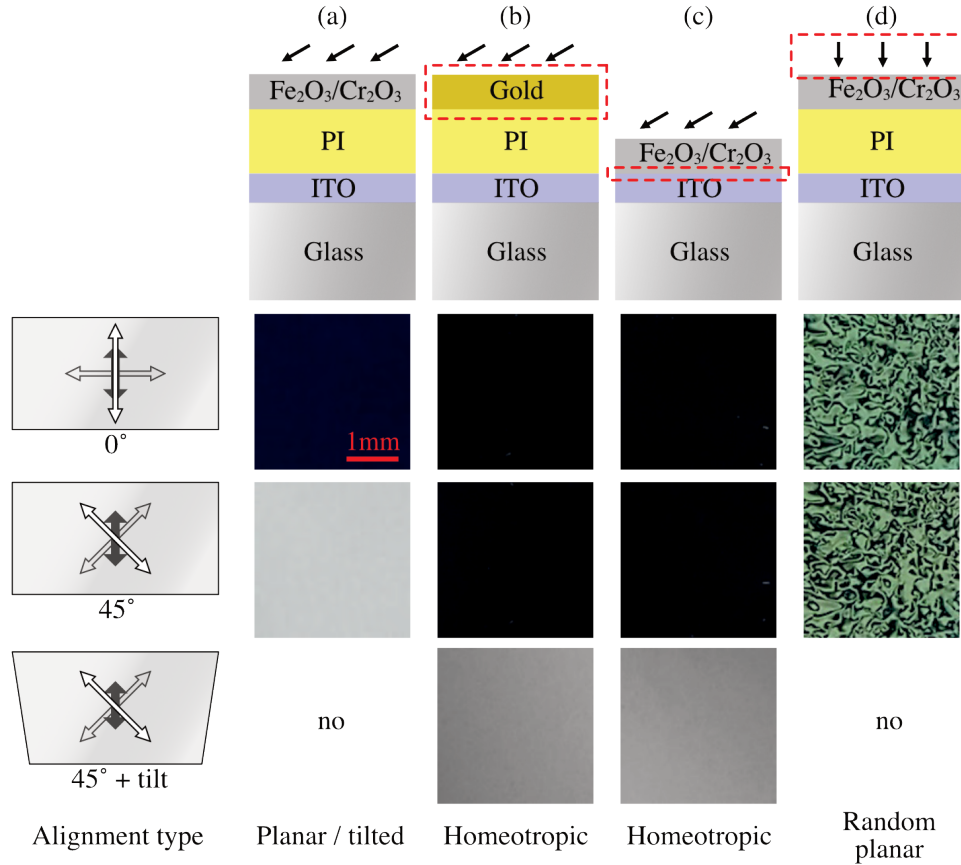 (a) (b) (c) (d)
Fe₂O₃/Cr₂O₃ Gold Fe₂O₃/Cr₂O₃
PI PI Fe₂O₃/Cr₂O₃ PI
ITO ITO ITO ITO
Glass Glass Glass Glass
0°
1mm
45°
no no
45° + tilt
Alignment type Planar / tilted Homeotropic Homeotropic Random
planar